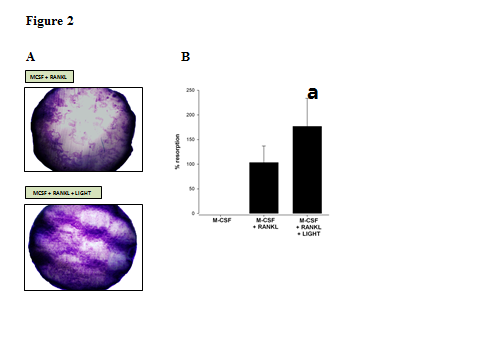 Figure 2
A
B
MCSF + RANKL
MCSF + RANKL + LIGHT
a
% resorption
250
200
150
100
50
0
M-CSF
M-CSF
+ RANKL
M-CSF
+ RANKL
+ LIGHT